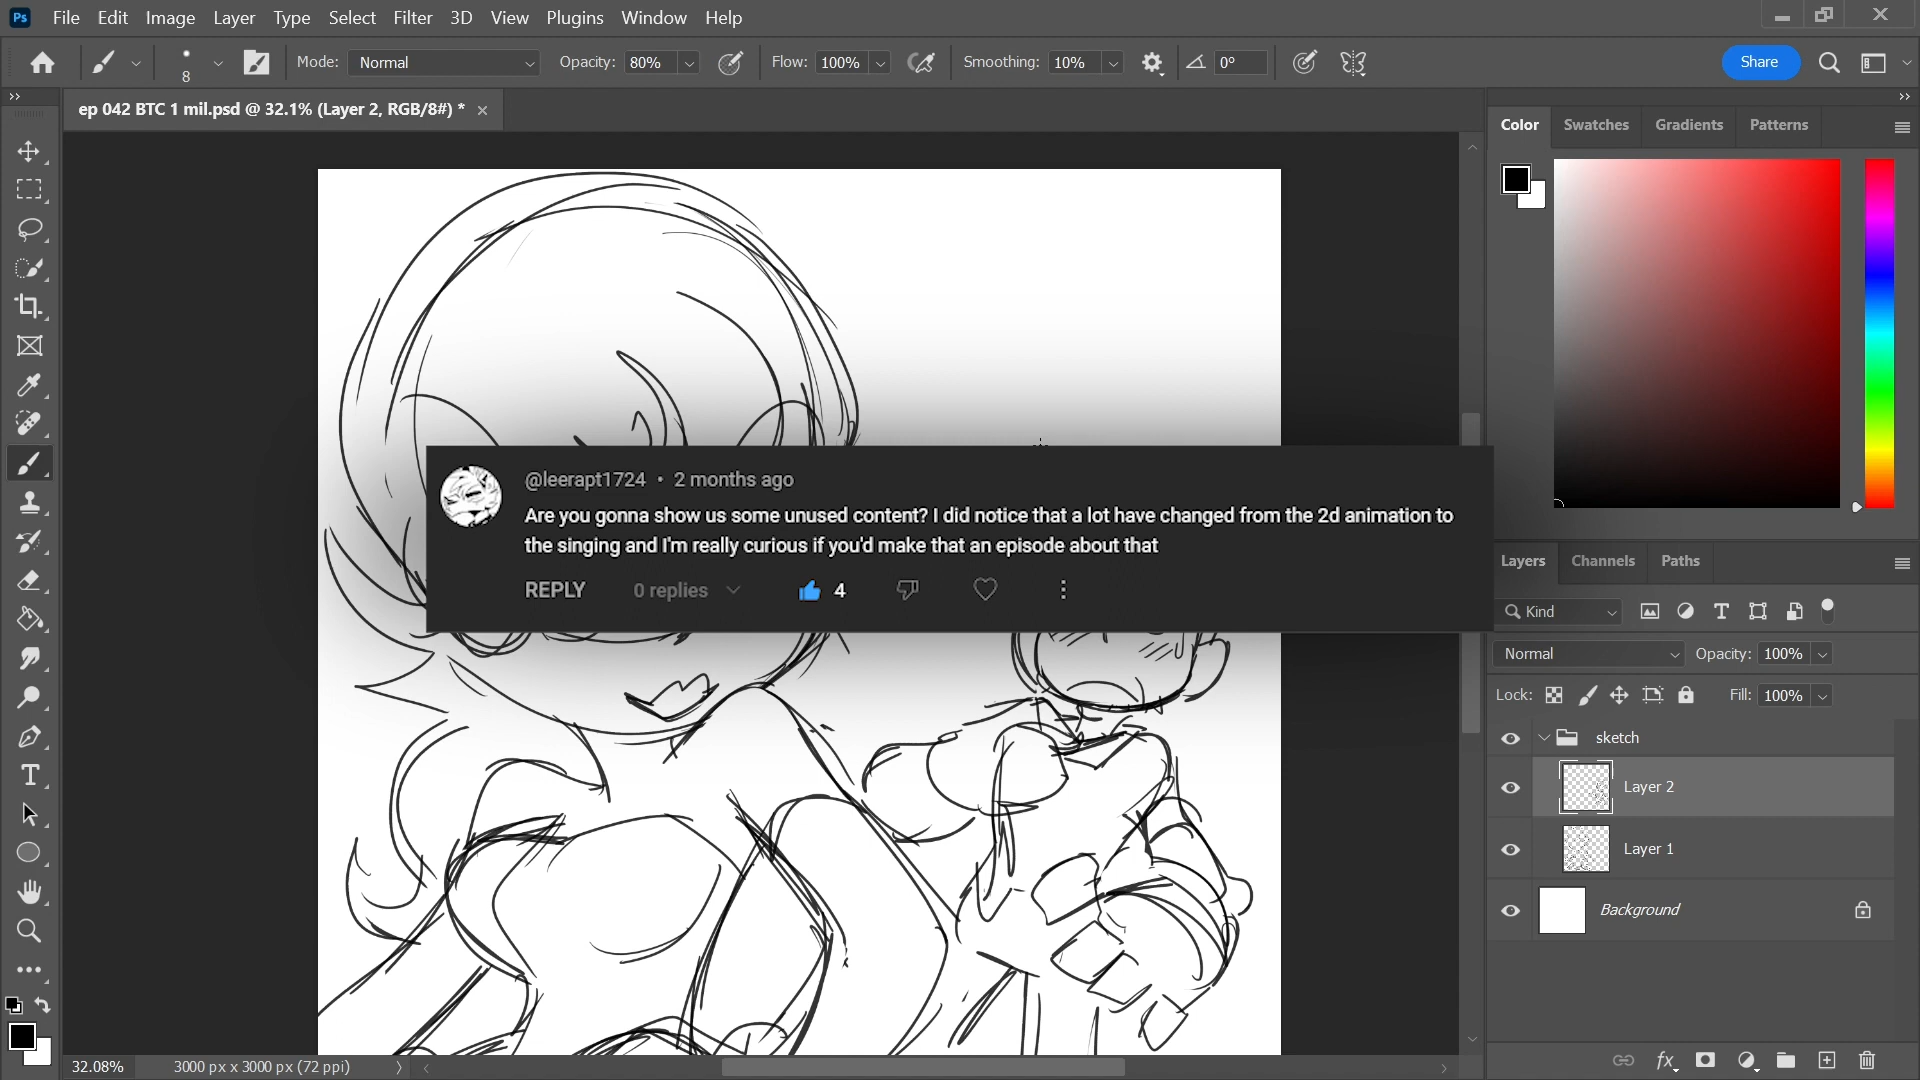 Ps File Edit Image Layer Type Select Filter 3D View Plugins Window Help
8 Mode: Normal Opacity: 80% Flow: 100% Smoothing: 10% 0° Share
ep 042 BTC 1 mil.psd @ 32.1% (Layer 2, RGB/8#) *
Color Swatches Gradients Patterns
@leerapt1724 • 2 months ago
Are you gonna show us some unused content? I did notice that a lot have changed from the 2d animation to
the singing and I'm really curious if you'd make that an episode about that
REPLY 0 replies 4
Layers Channels Paths
Kind
Normal Opacity: 100%
Lock: Fill: 100%
sketch
Layer 2
Layer 1
Background
32.08% 3000 px x 3000 px (72 ppi)